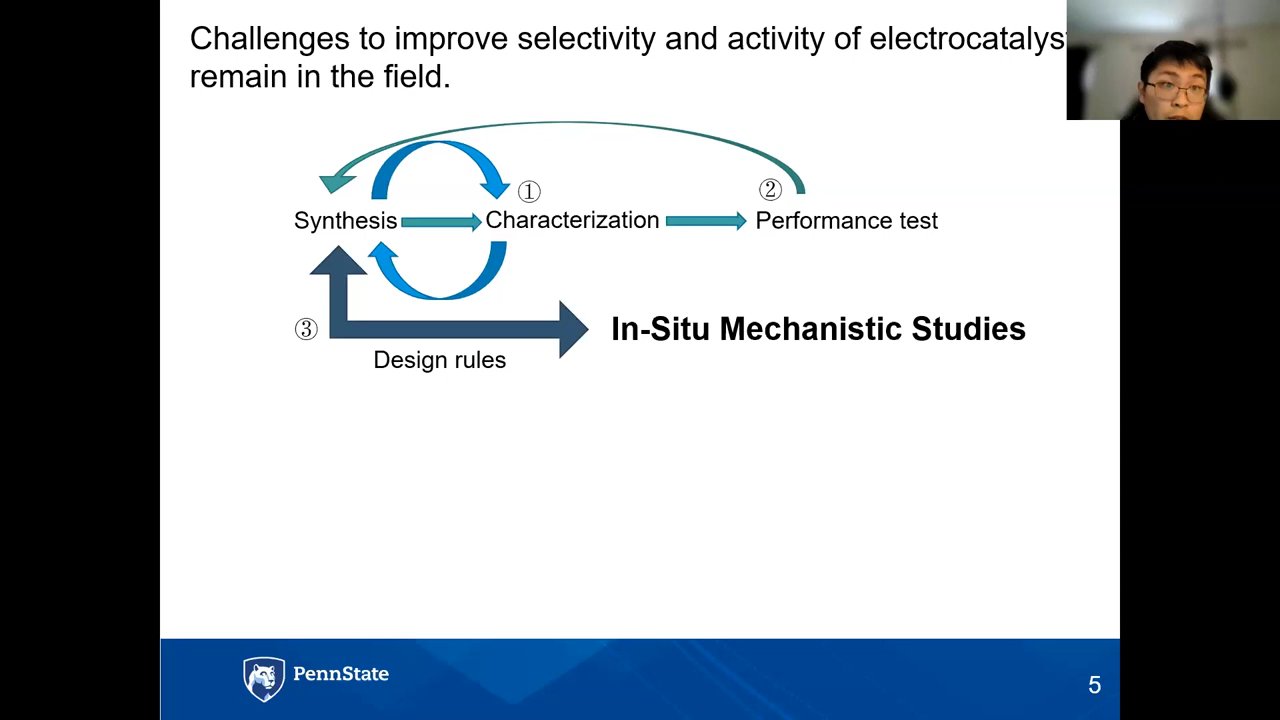 Challenges to improve selectivity and activity of electrocatalys
remain in the field.
① ②
Synthesis Characterization Performance test
③ In-Situ Mechanistic Studies
Design rules
PennState
5